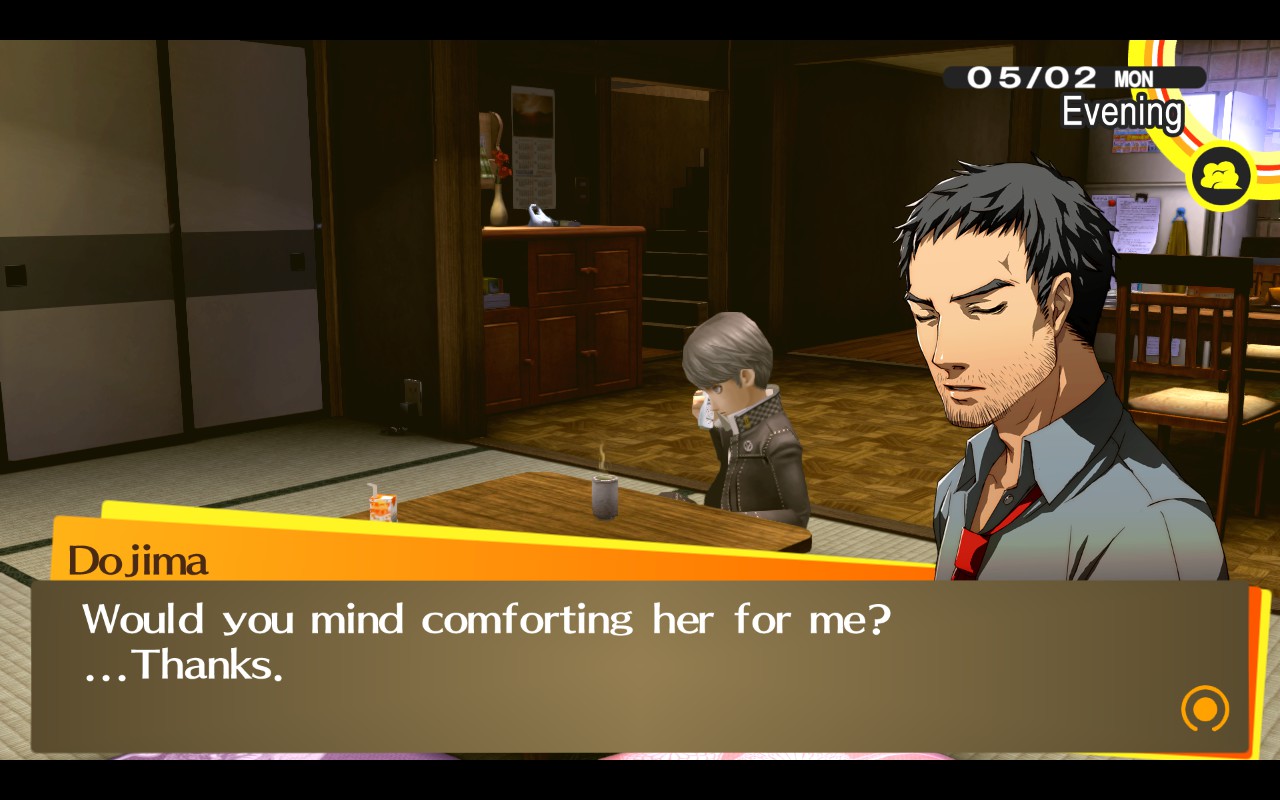 05/02 MON
Evening
Dojima
Would you mind comforting her for me?
...Thanks.